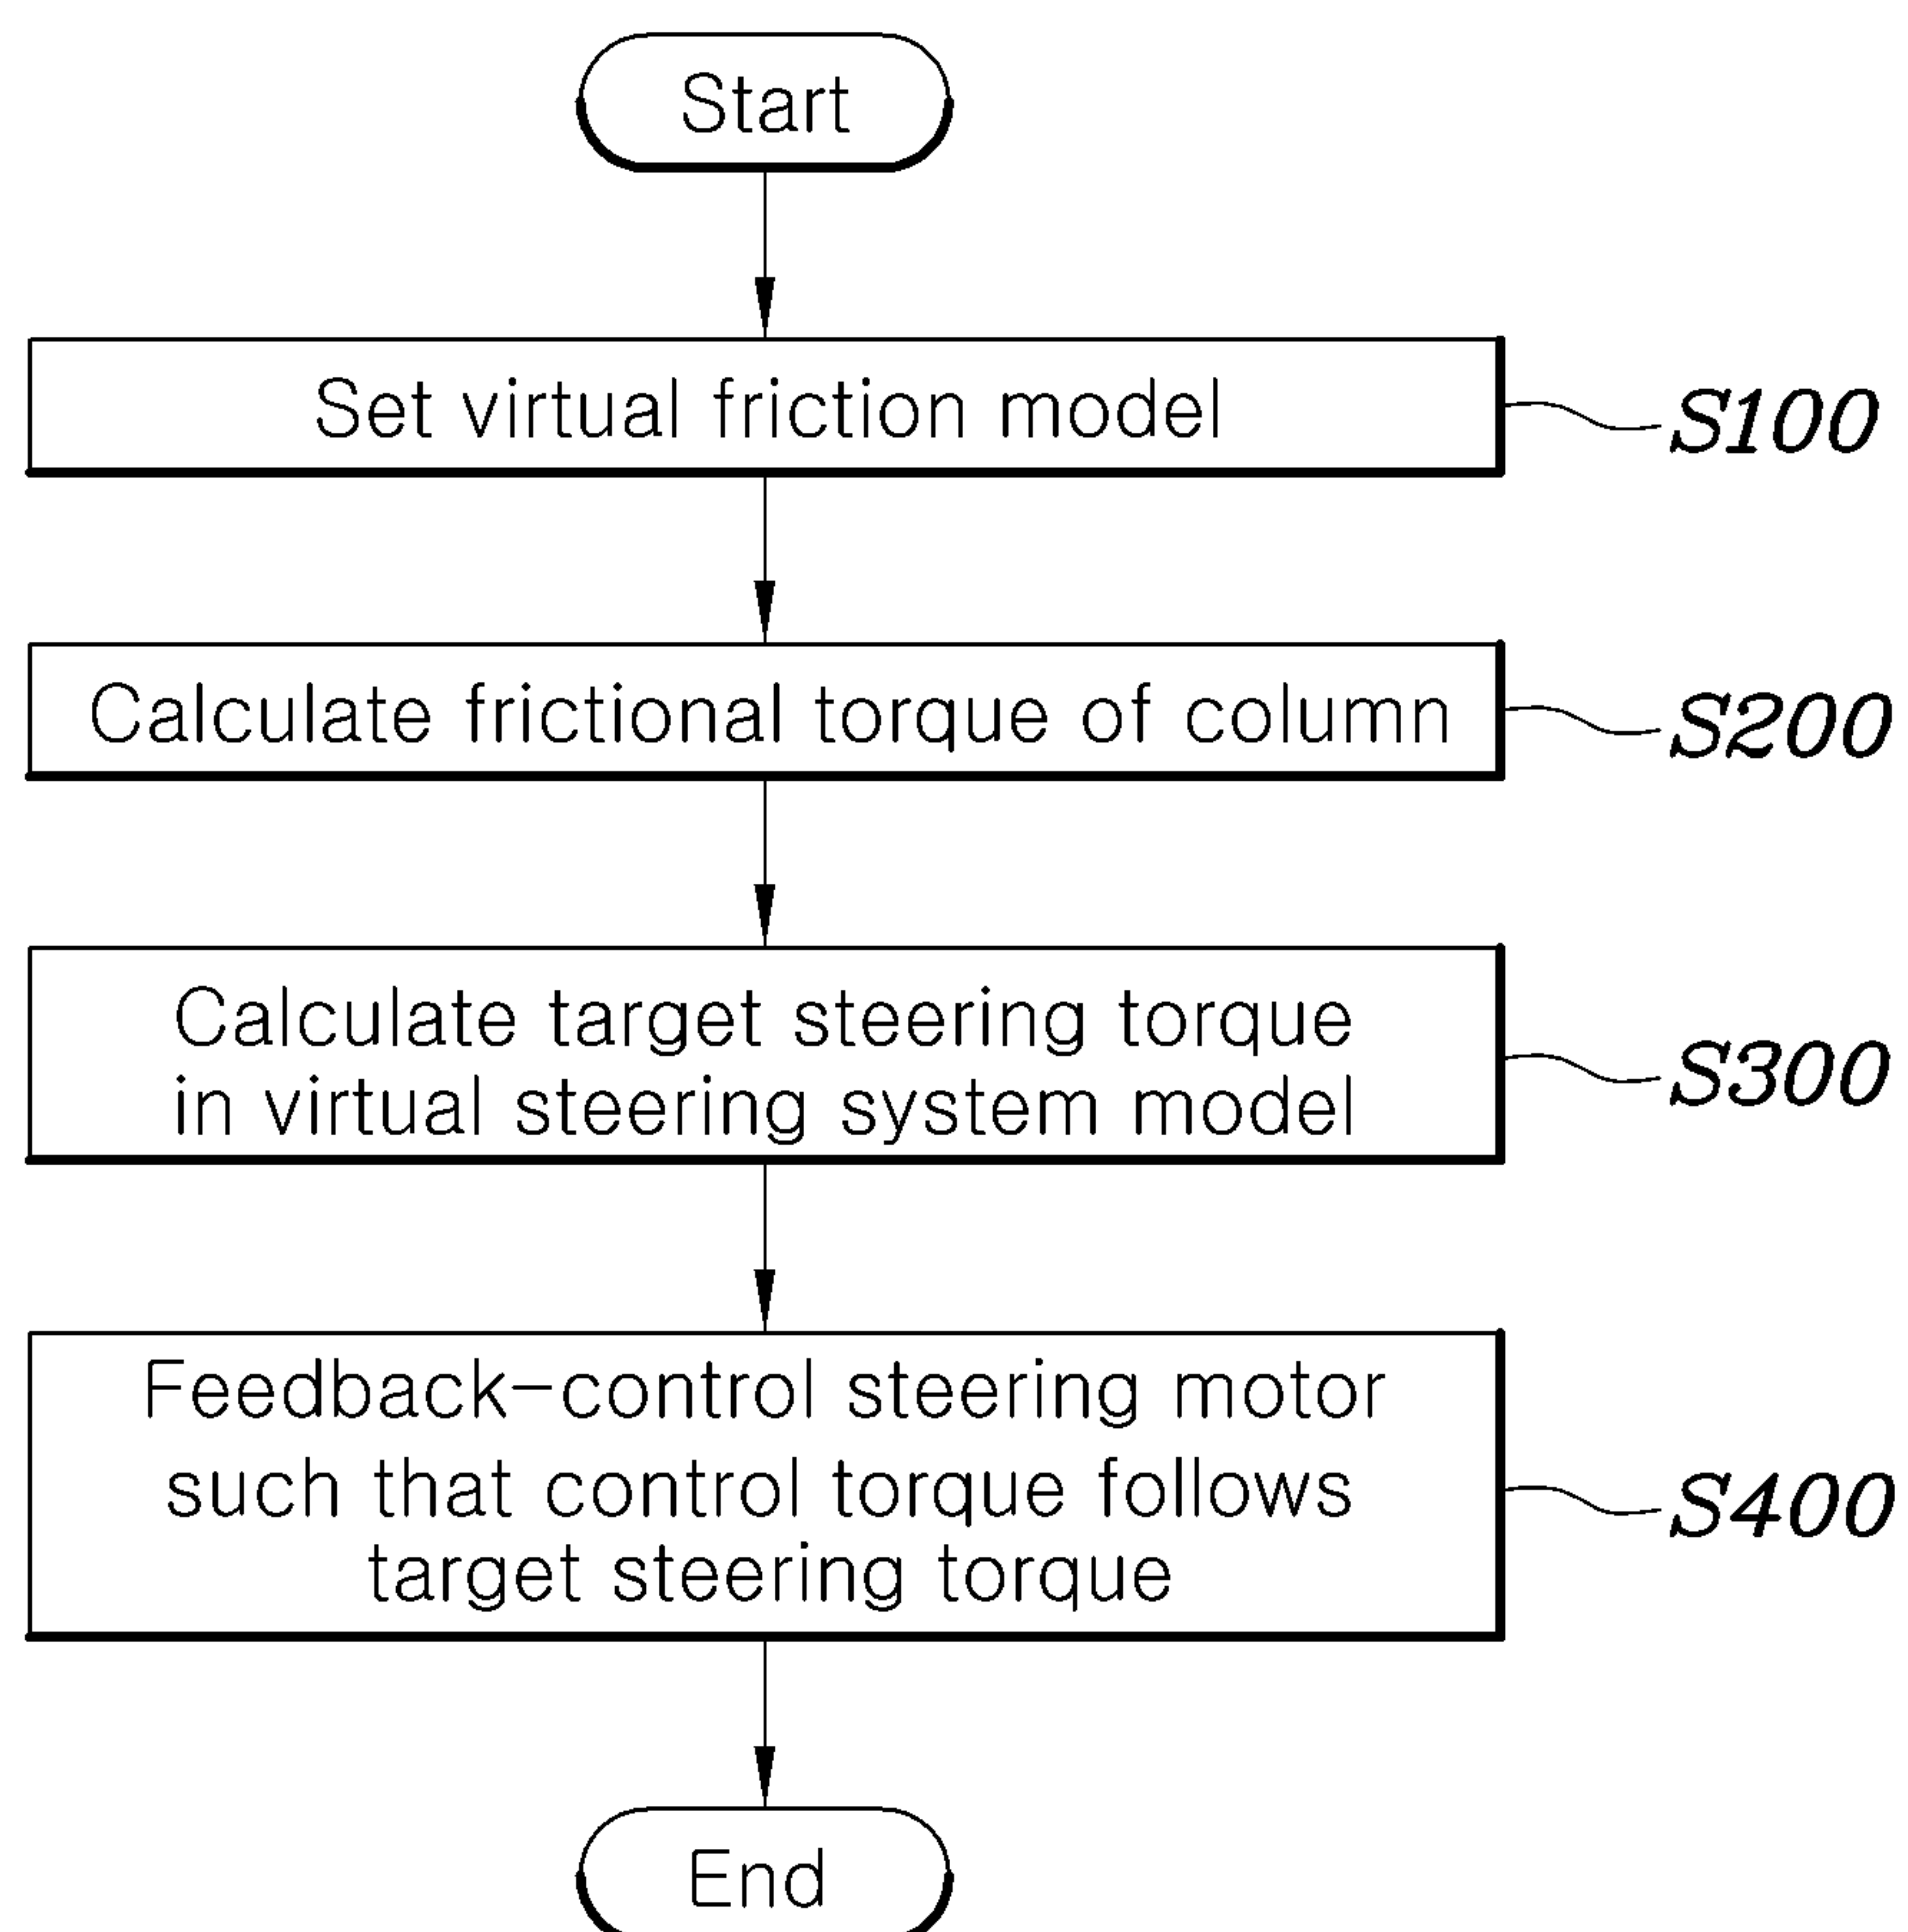 Start
Set virtual friction model
S100
Calculate frictional torque of column
S200
Calculate target steering torque
in virtual steering system model
S300
Feedback-control steering motor
such that control torque follows
target steering torque
S400
End